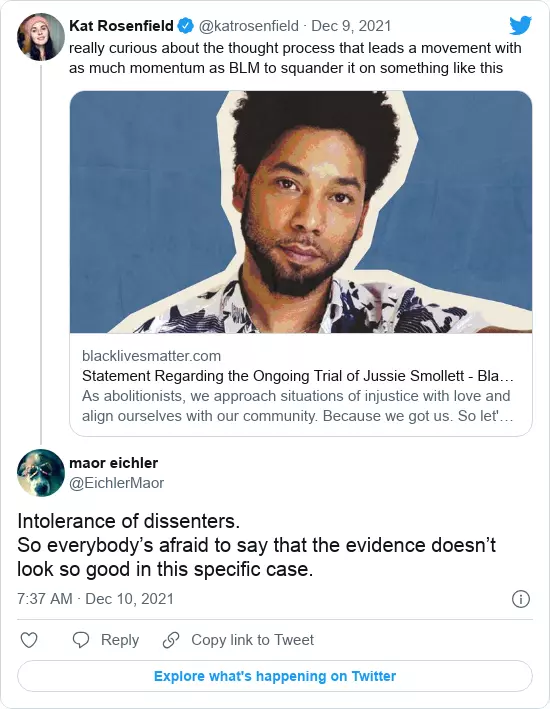 Kat Rosenfield @katrosenfield · Dec 9, 2021
really curious about the thought process that leads a movement with
as much momentum as BLM to squander it on something like this
blacklivesmatter.com
Statement Regarding the Ongoing Trial of Jussie Smollett - Bla…
As abolitionists, we approach situations of injustice with love and
align ourselves with our community. Because we got us. So let'…
maor eichler
@EichlerMaor
Intolerance of dissenters.
So everybody’s afraid to say that the evidence doesn’t
look so good in this specific case.
7:37 AM · Dec 10, 2021
Reply
Copy link to Tweet
Explore what's happening on Twitter